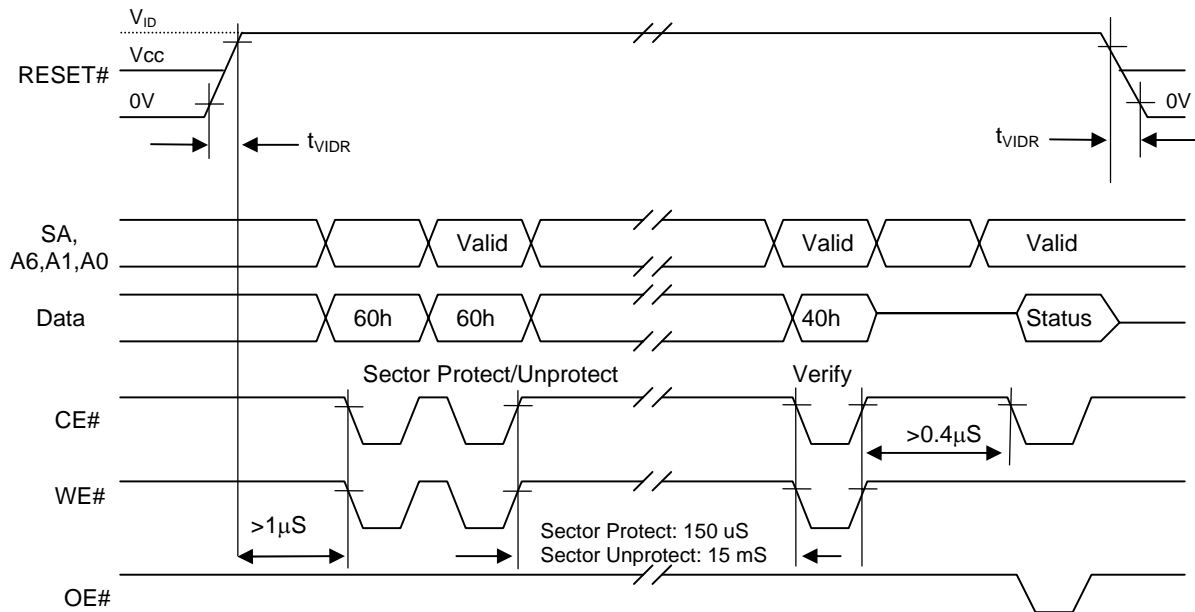 VID
Vcc
RESET#
0V
0V
tVIDR
tVIDR
SA,
A6,A1,A0
Valid
Valid
Valid
Data
60h
60h
40h
Status
Sector Protect/Unprotect
Verify
CE#
>0.4μS
WE#
>1μS
Sector Protect: 150 uS
Sector Unprotect: 15 mS
OE#